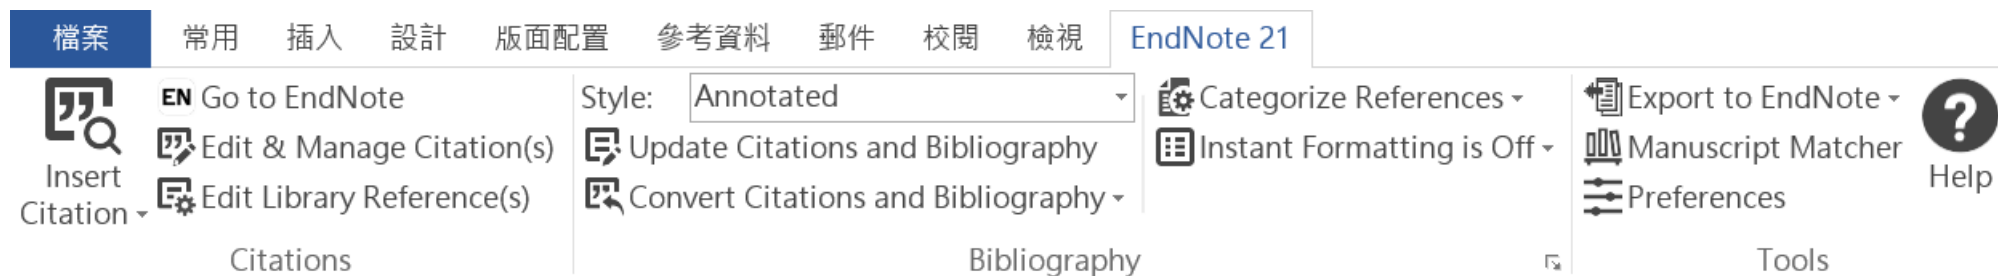 檔案 常用 插入 設計 版面配置 參考資料 郵件 校閱 檢視 EndNote 21
Insert Citation
EN Go to EndNote
Edit & Manage Citation(s)
Edit Library Reference(s)
Citations
Style: Annotated
Update Citations and Bibliography
Convert Citations and Bibliography
Categorize References
Instant Formatting is Off
Bibliography
Export to EndNote
Manuscript Matcher
Preferences
Tools
Help